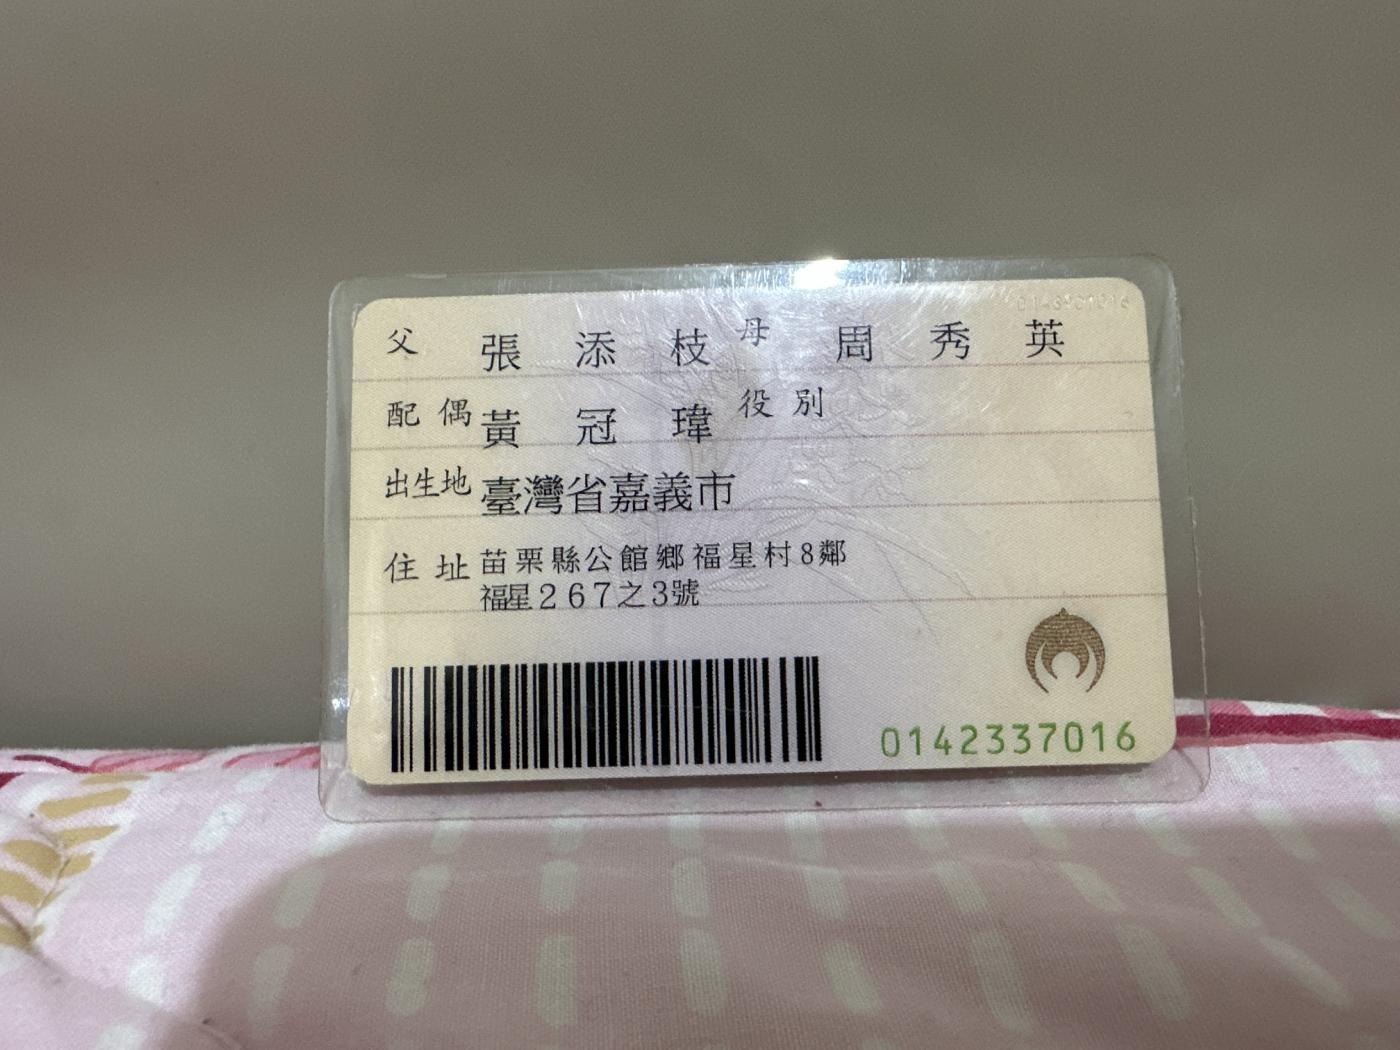 父 張添枝 母 周秀英
配偶 黃冠瑋 役別
出生地 臺灣省嘉義市
住址 苗栗縣公館鄉福星村8鄰
福星267之3號
0142337016